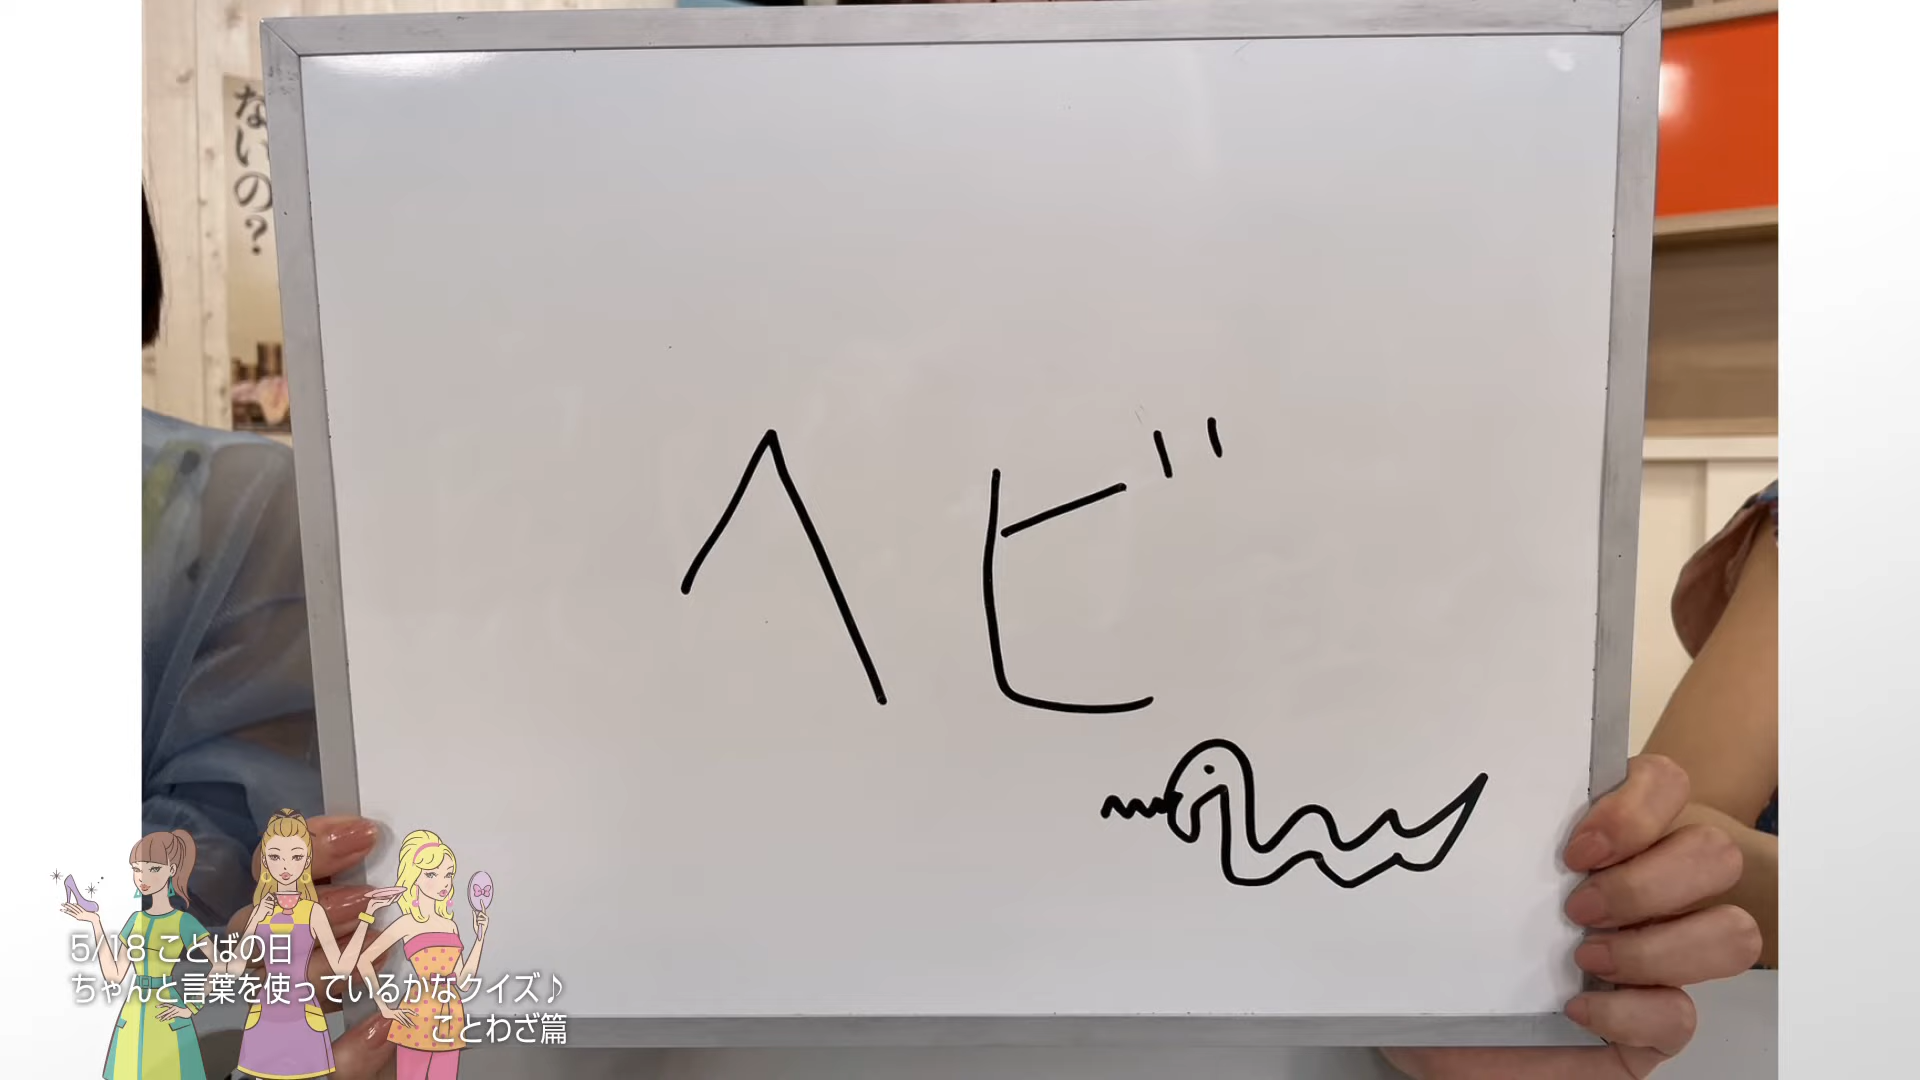 ないの？
ヘビ
5/18 ことばの日
ちゃんと言葉を使っているかなクイズ♪
ことわざ篇